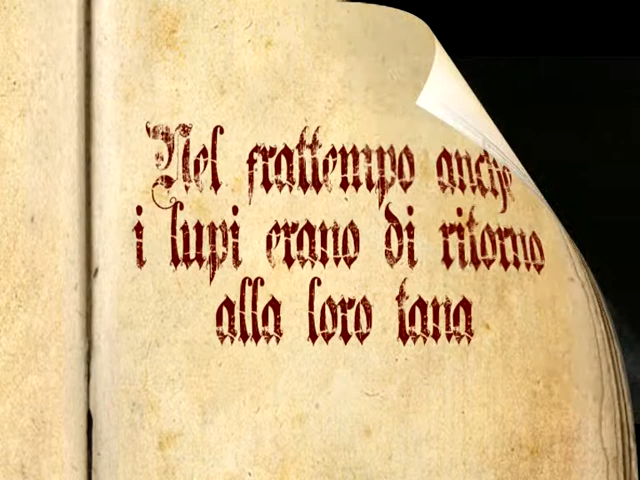 Nel frattempo anche
i lupi erano di ritorno
alla loro tana